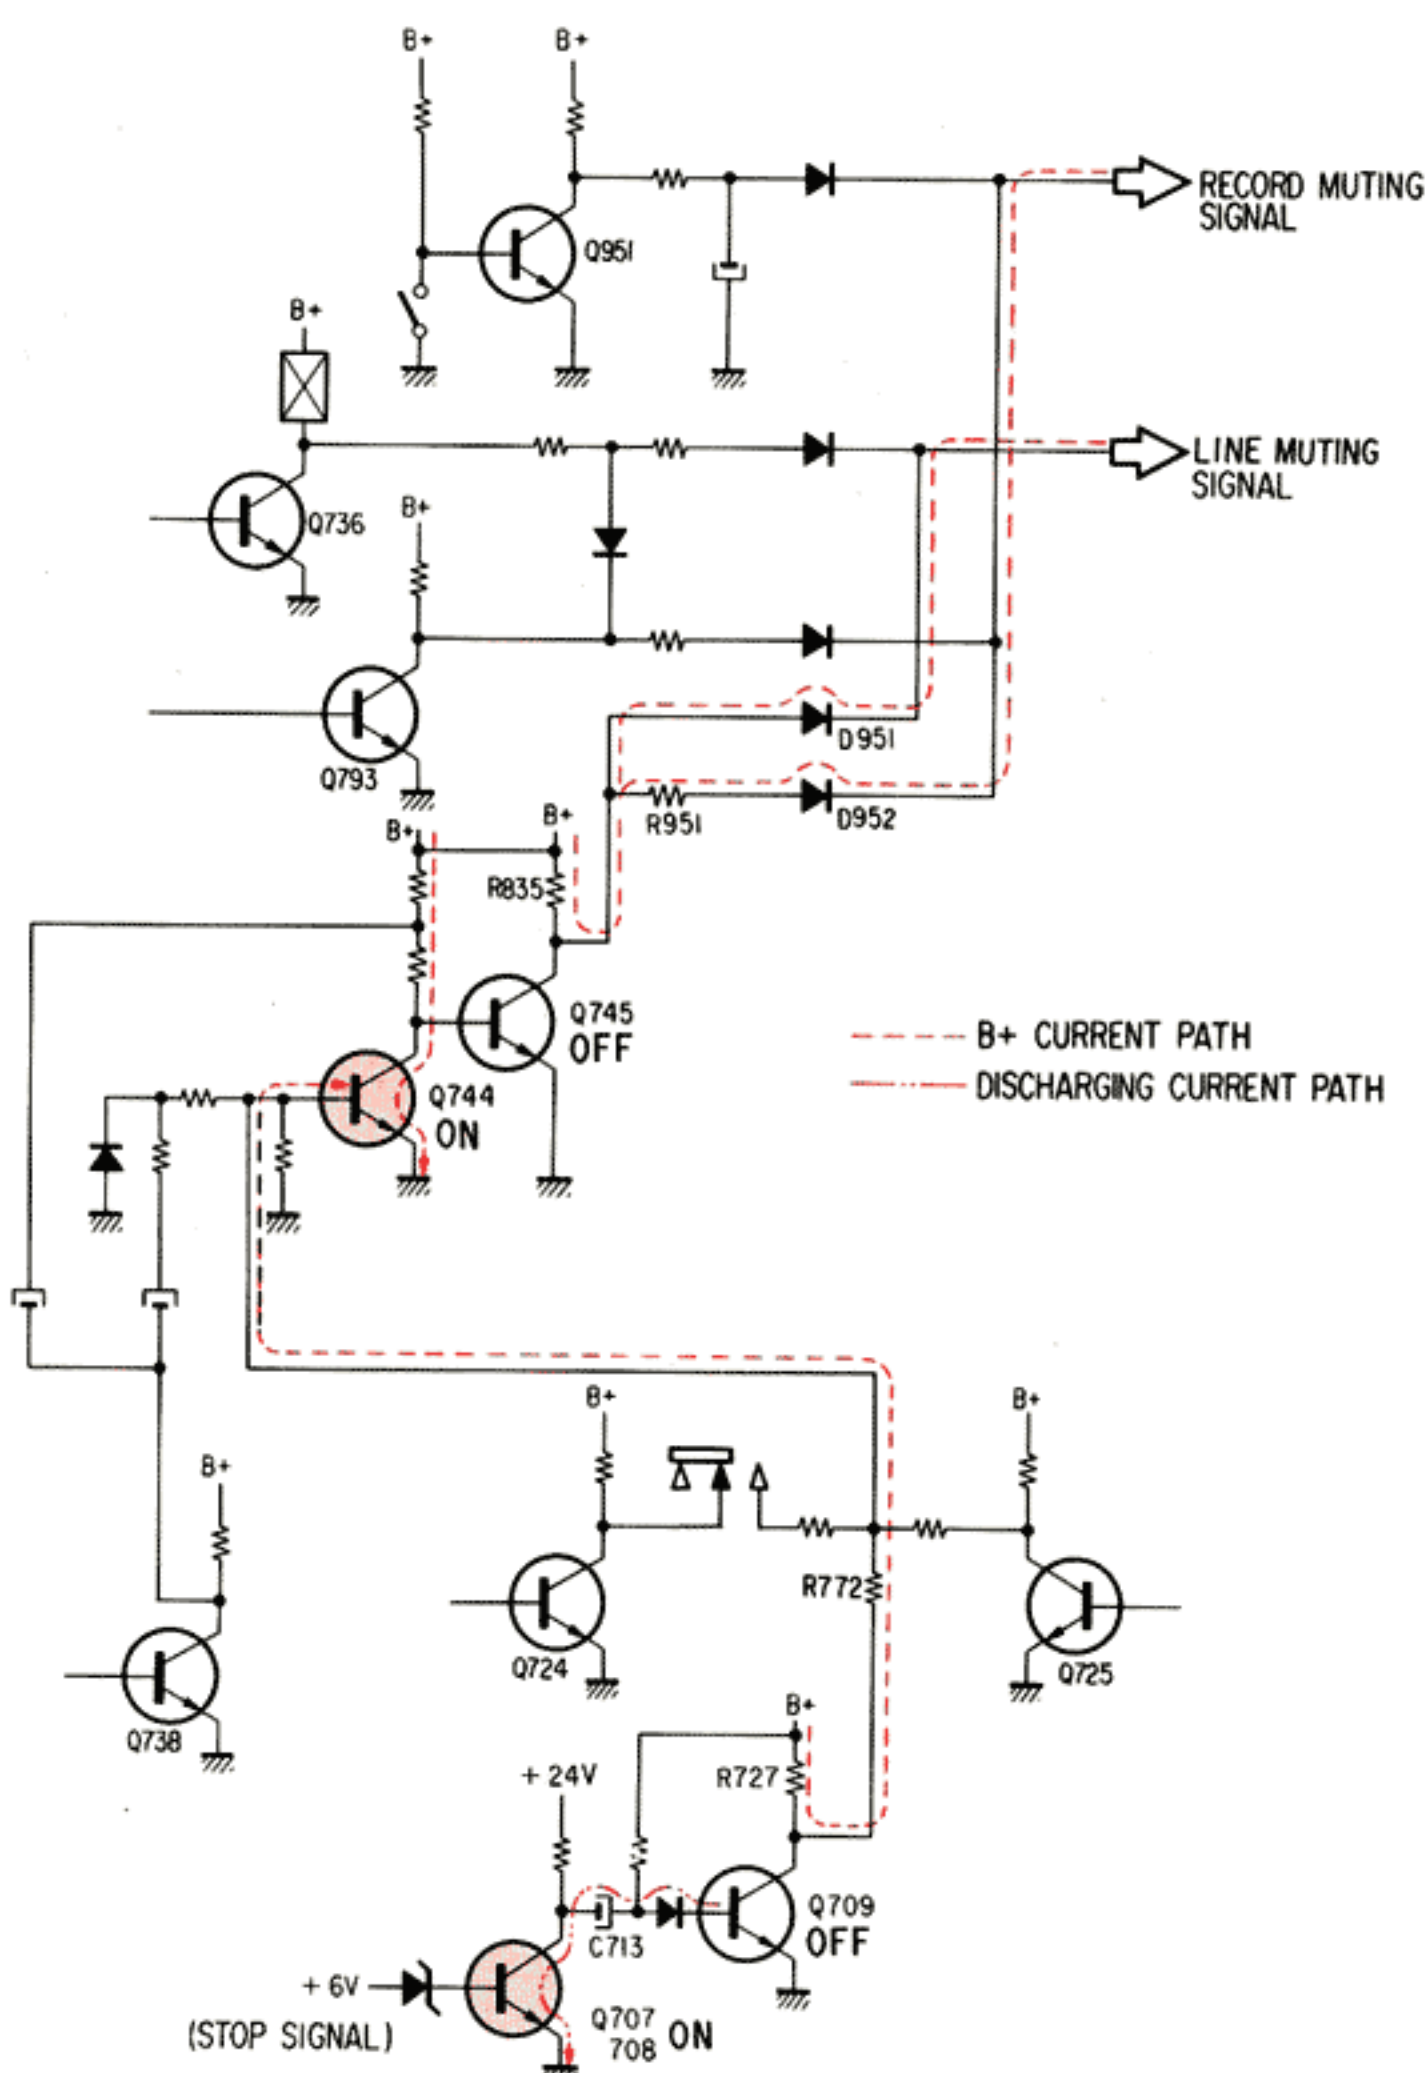 B+
B+
RECORD MUTING
SIGNAL
Q951
B+
LINE MUTING
SIGNAL
Q736
B+
D951
Q793
R951
D952
B+
B+
R835
Q745
OFF
B+ CURRENT PATH
Q744
ON
DISCHARGING CURRENT PATH
B+
B+
B+
R772
Q724
Q725
Q738
B+
+24V
R727
Q709
OFF
C713
+6V
(STOP SIGNAL)
Q707
708
ON